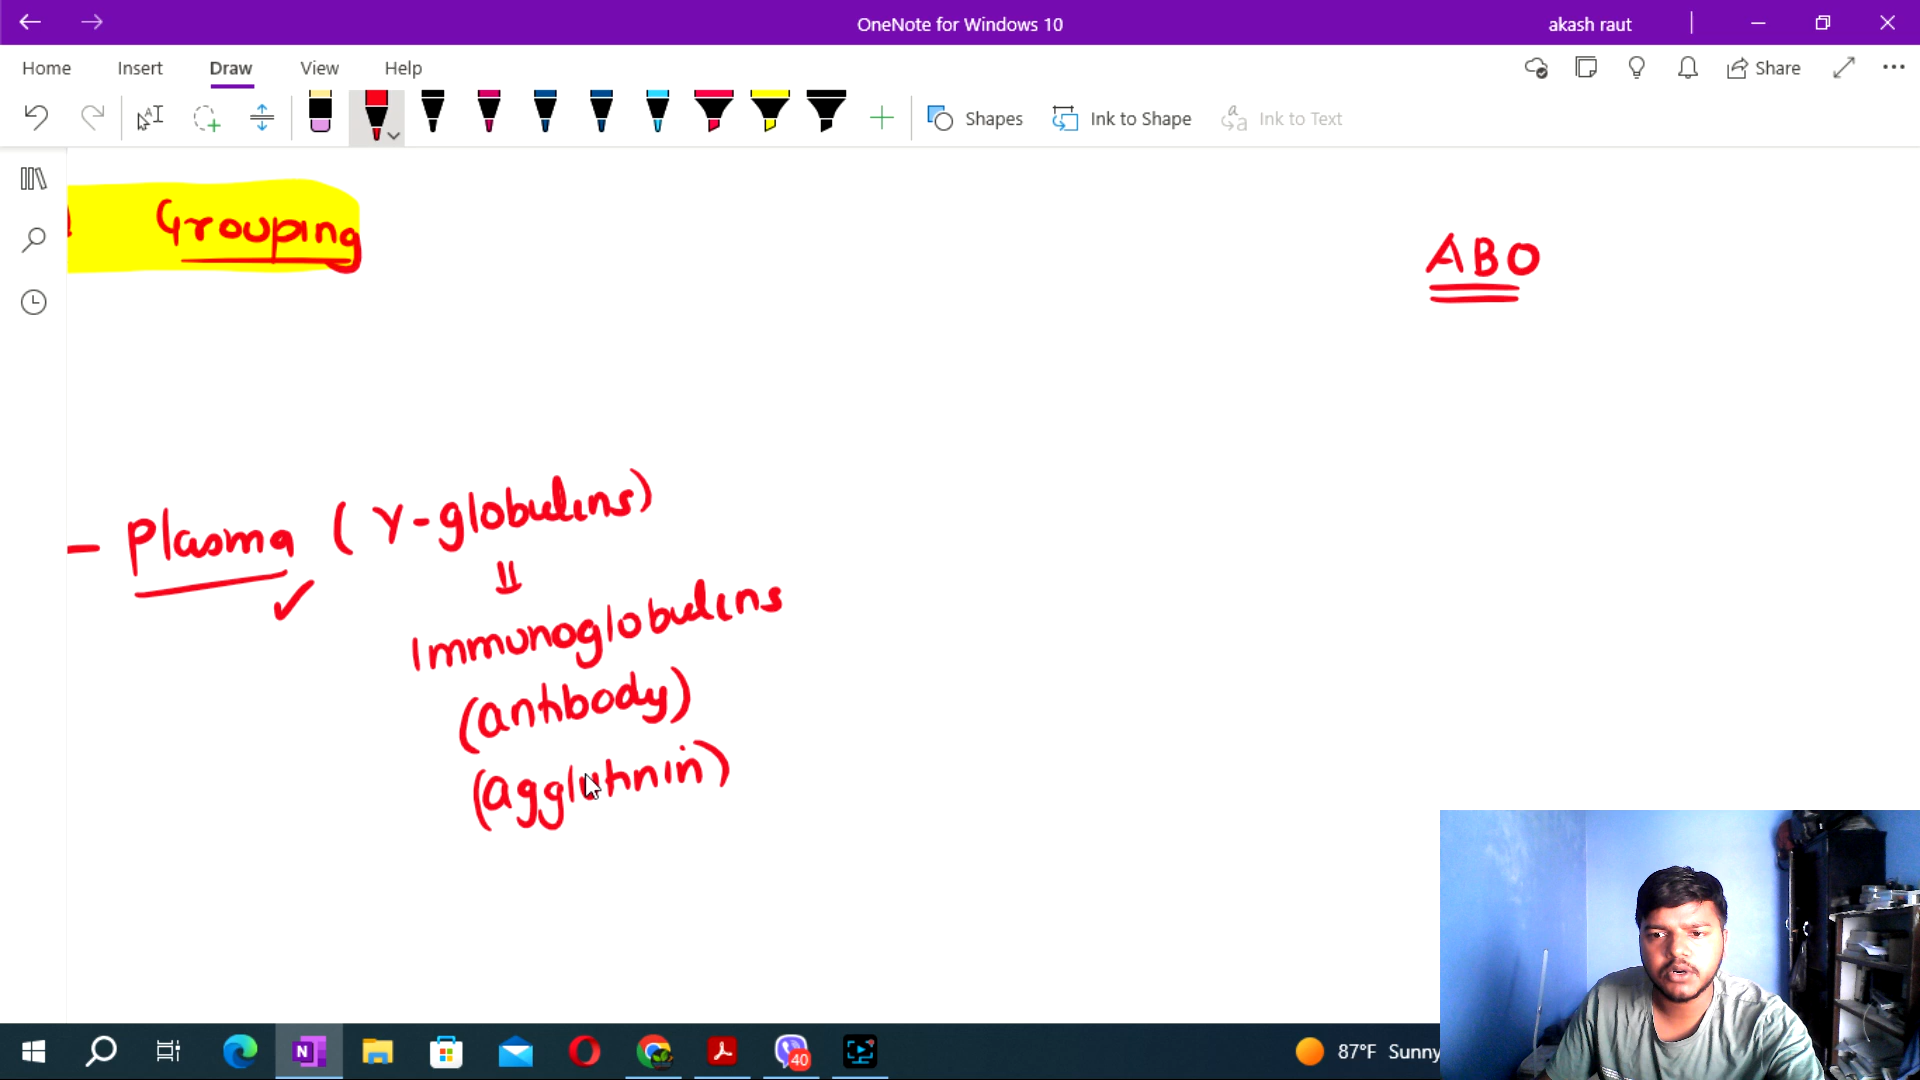 OneNote for Windows 10
akash raut
Home Insert Draw View Help
Share
Shapes
Ink to Shape
Ink to Text
Grouping
ABO
- Plasma (γ-globulins)
Immunoglobulins
(antibody)
(agglutinin)
40
87°F Sunny